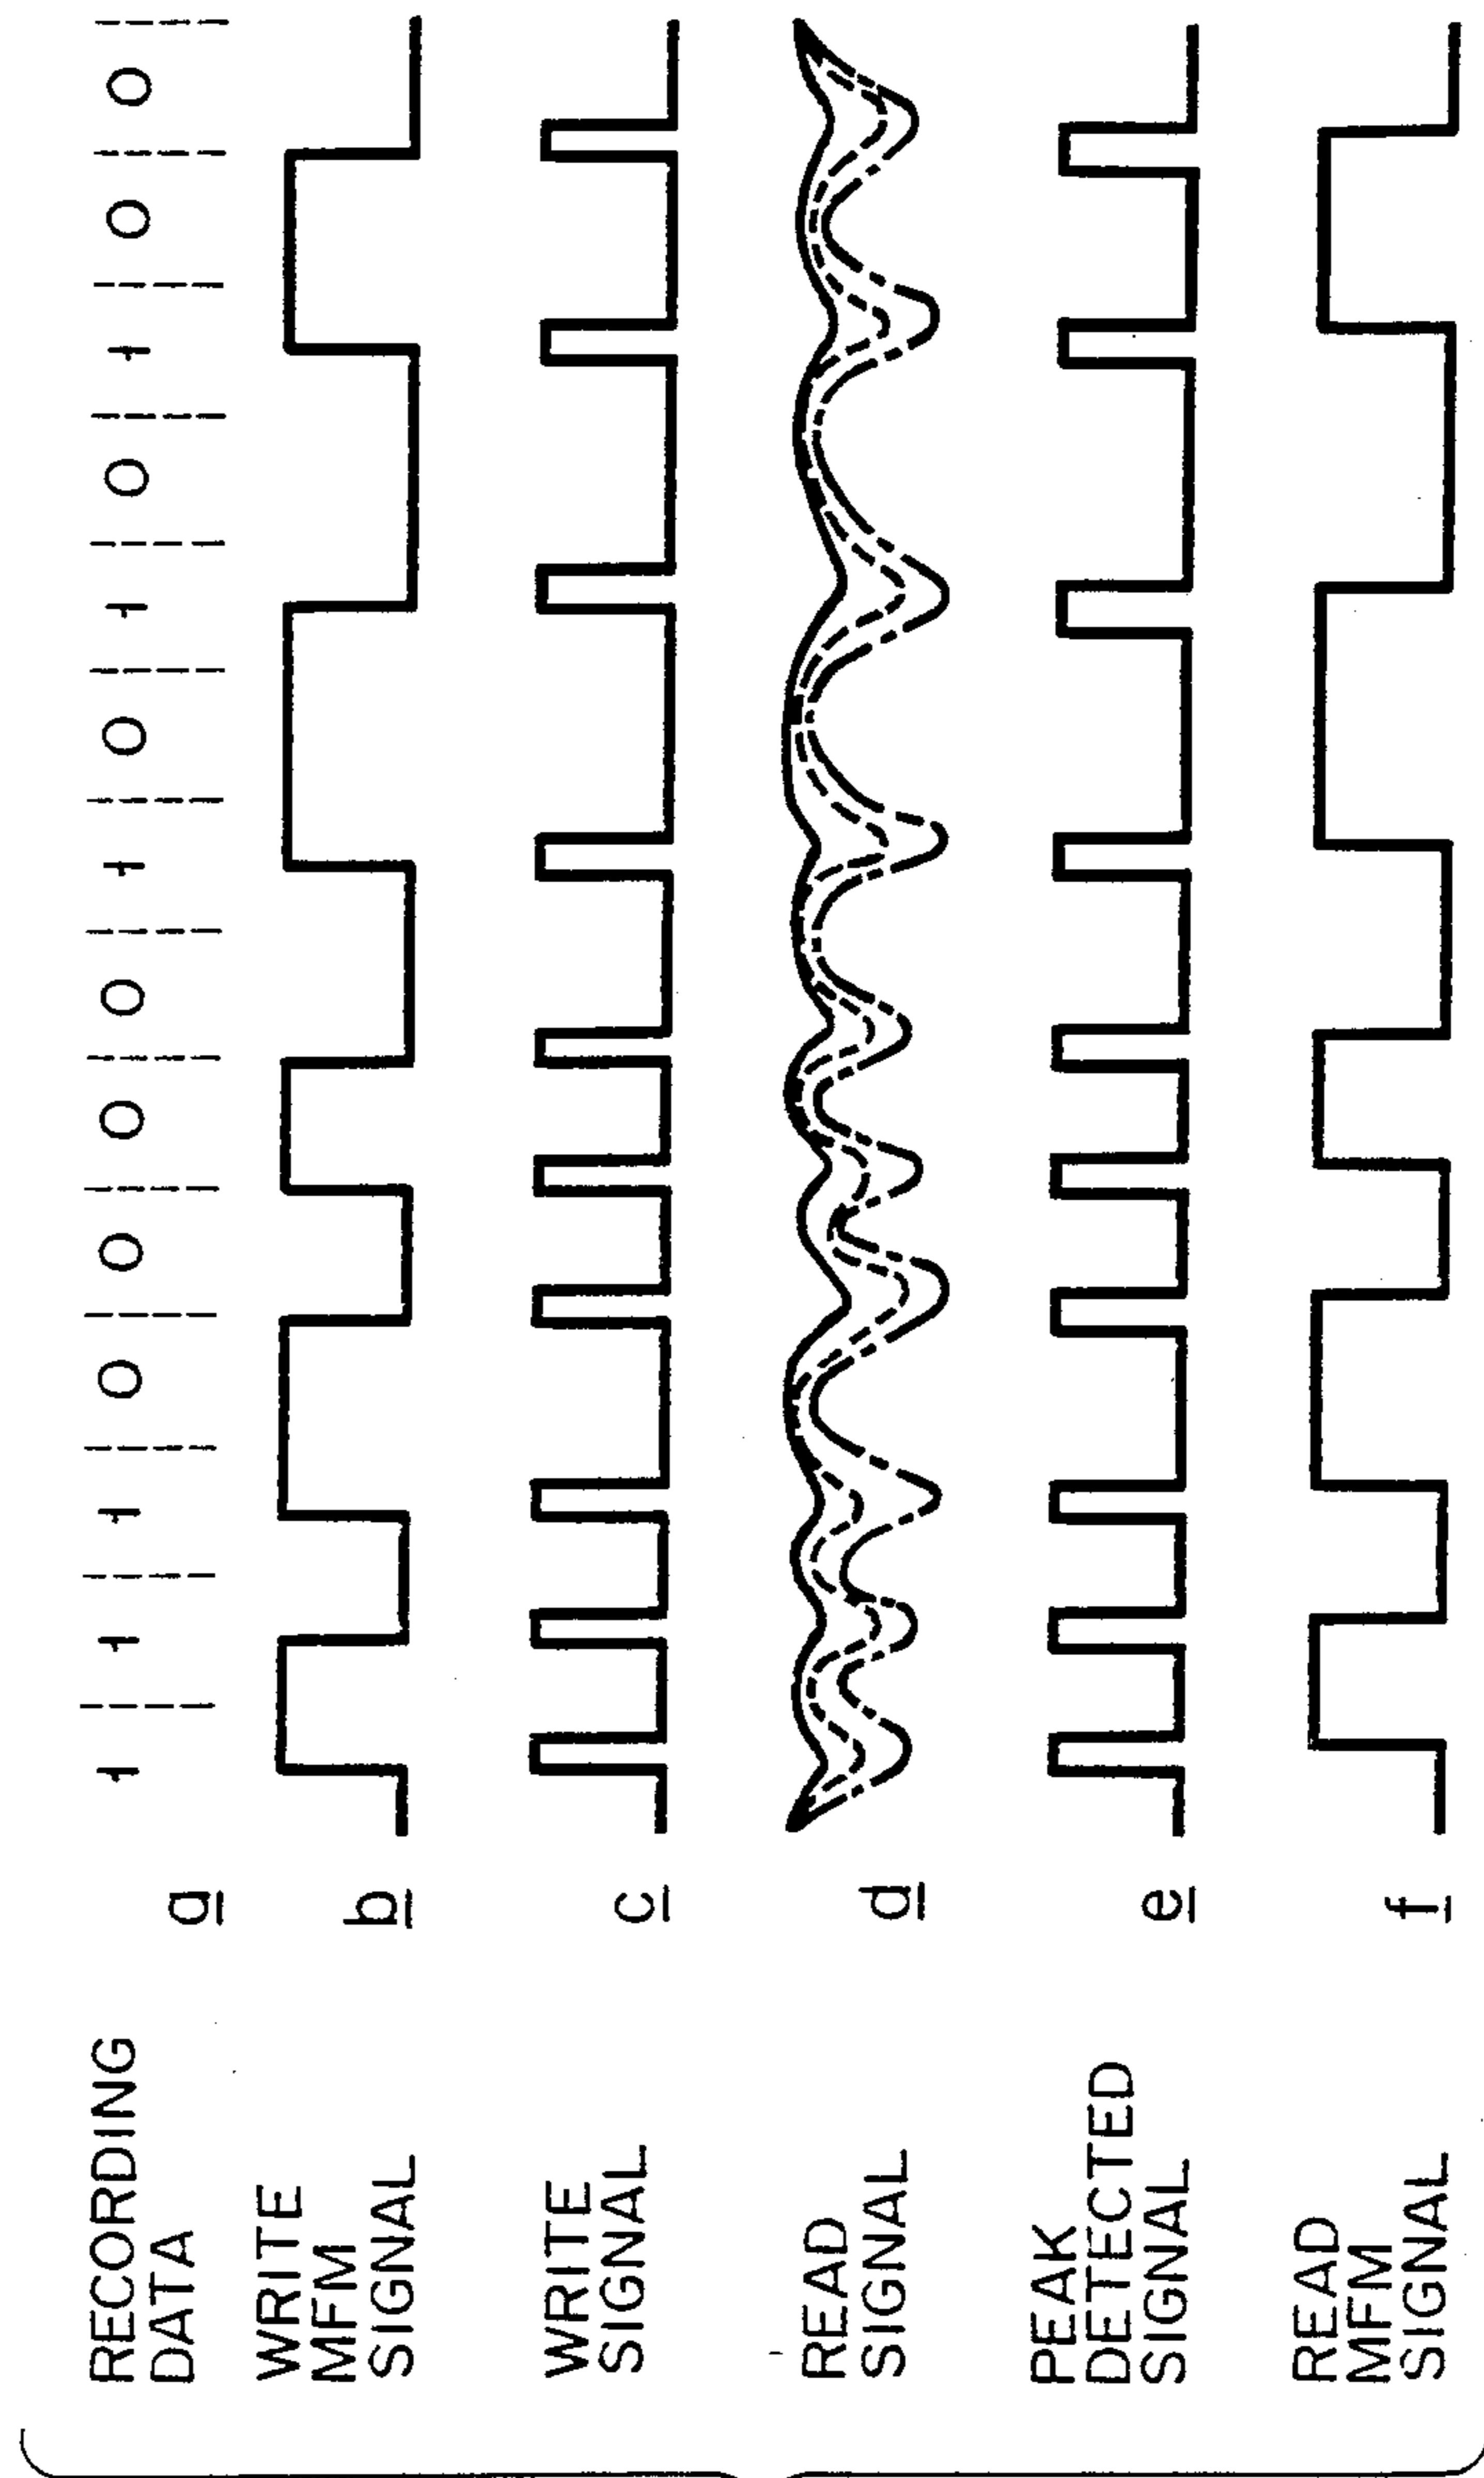 RECORDING
DATA
a
1 1 1 0 0 0 0 1 0 1 0 1 0 0
WRITE
MFM
SIGNAL
b
WRITE
SIGNAL
c
READ
SIGNAL
d
PEAK
DETECTED
SIGNAL
e
READ
MFM
SIGNAL
f